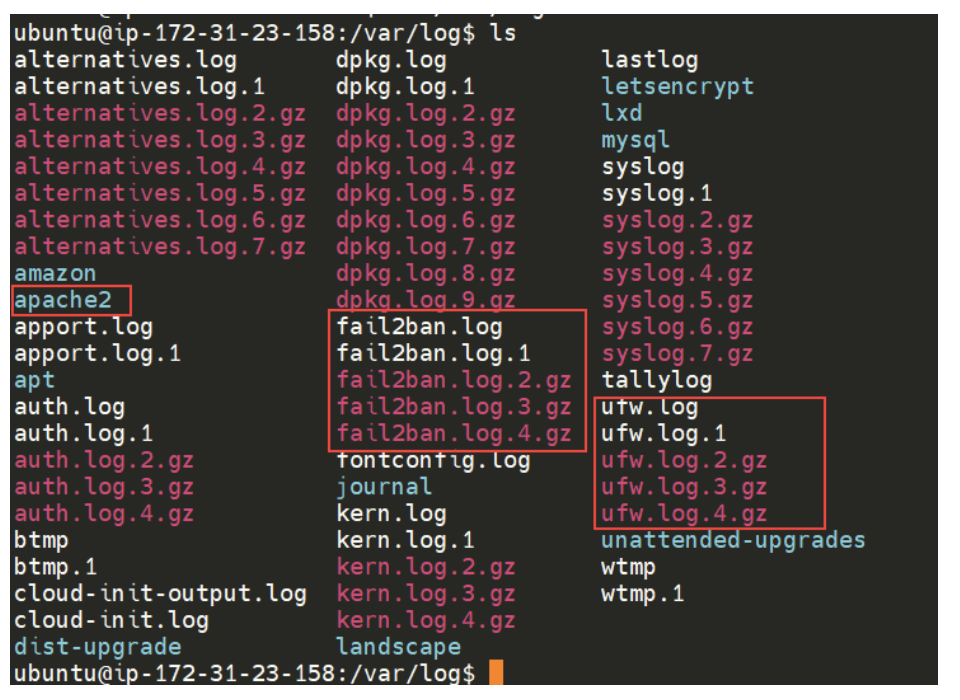 ubuntu@ip-172-31-23-158:/var/log$ ls
alternatives.log dpkg.log lastlog
alternatives.log.1 dpkg.log.1 letsencrypt
alternatives.log.2.gz dpkg.log.2.gz lxd
alternatives.log.3.gz dpkg.log.3.gz mysql
alternatives.log.4.gz dpkg.log.4.gz syslog
alternatives.log.5.gz dpkg.log.5.gz syslog.1
alternatives.log.6.gz dpkg.log.6.gz syslog.2.gz
alternatives.log.7.gz dpkg.log.7.gz syslog.3.gz
amazon dpkg.log.8.gz syslog.4.gz
apache2 dpkg.log.9.gz syslog.5.gz
apport.log fail2ban.log syslog.6.gz
apport.log.1 fail2ban.log.1 syslog.7.gz
apt fail2ban.log.2.gz tallylog
auth.log fail2ban.log.3.gz ufw.log
auth.log.1 fail2ban.log.4.gz ufw.log.1
auth.log.2.gz fontconfig.log ufw.log.2.gz
auth.log.3.gz journal ufw.log.3.gz
auth.log.4.gz kern.log ufw.log.4.gz
btmp kern.log.1 unattended-upgrades
btmp.1 kern.log.2.gz wtmp
cloud-init-output.log kern.log.3.gz wtmp.1
cloud-init.log kern.log.4.gz
dist-upgrade landscape
ubuntu@ip-172-31-23-158:/var/log$